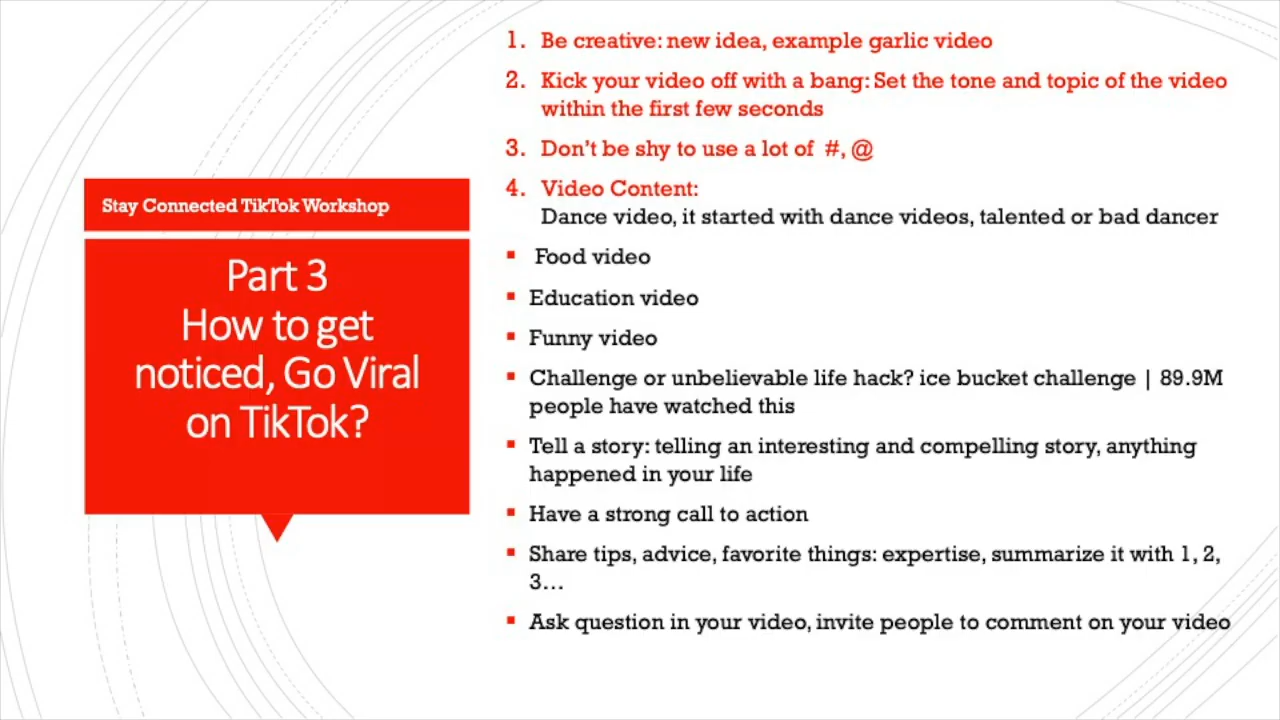 Stay Connected TikTok Workshop
Part 3
How to get
noticed, Go Viral
on TikTok?
1. Be creative: new idea, example garlic video
2. Kick your video off with a bang: Set the tone and topic of the video
within the first few seconds
3. Don't be shy to use a lot of #, @
4. Video Content:
Dance video, it started with dance videos, talented or bad dancer
▪ Food video
▪ Education video
▪ Funny video
▪ Challenge or unbelievable life hack? ice bucket challenge | 89.9M
people have watched this
▪ Tell a story: telling an interesting and compelling story, anything
happened in your life
▪ Have a strong call to action
▪ Share tips, advice, favorite things: expertise, summarize it with 1, 2,
3…
▪ Ask question in your video, invite people to comment on your video